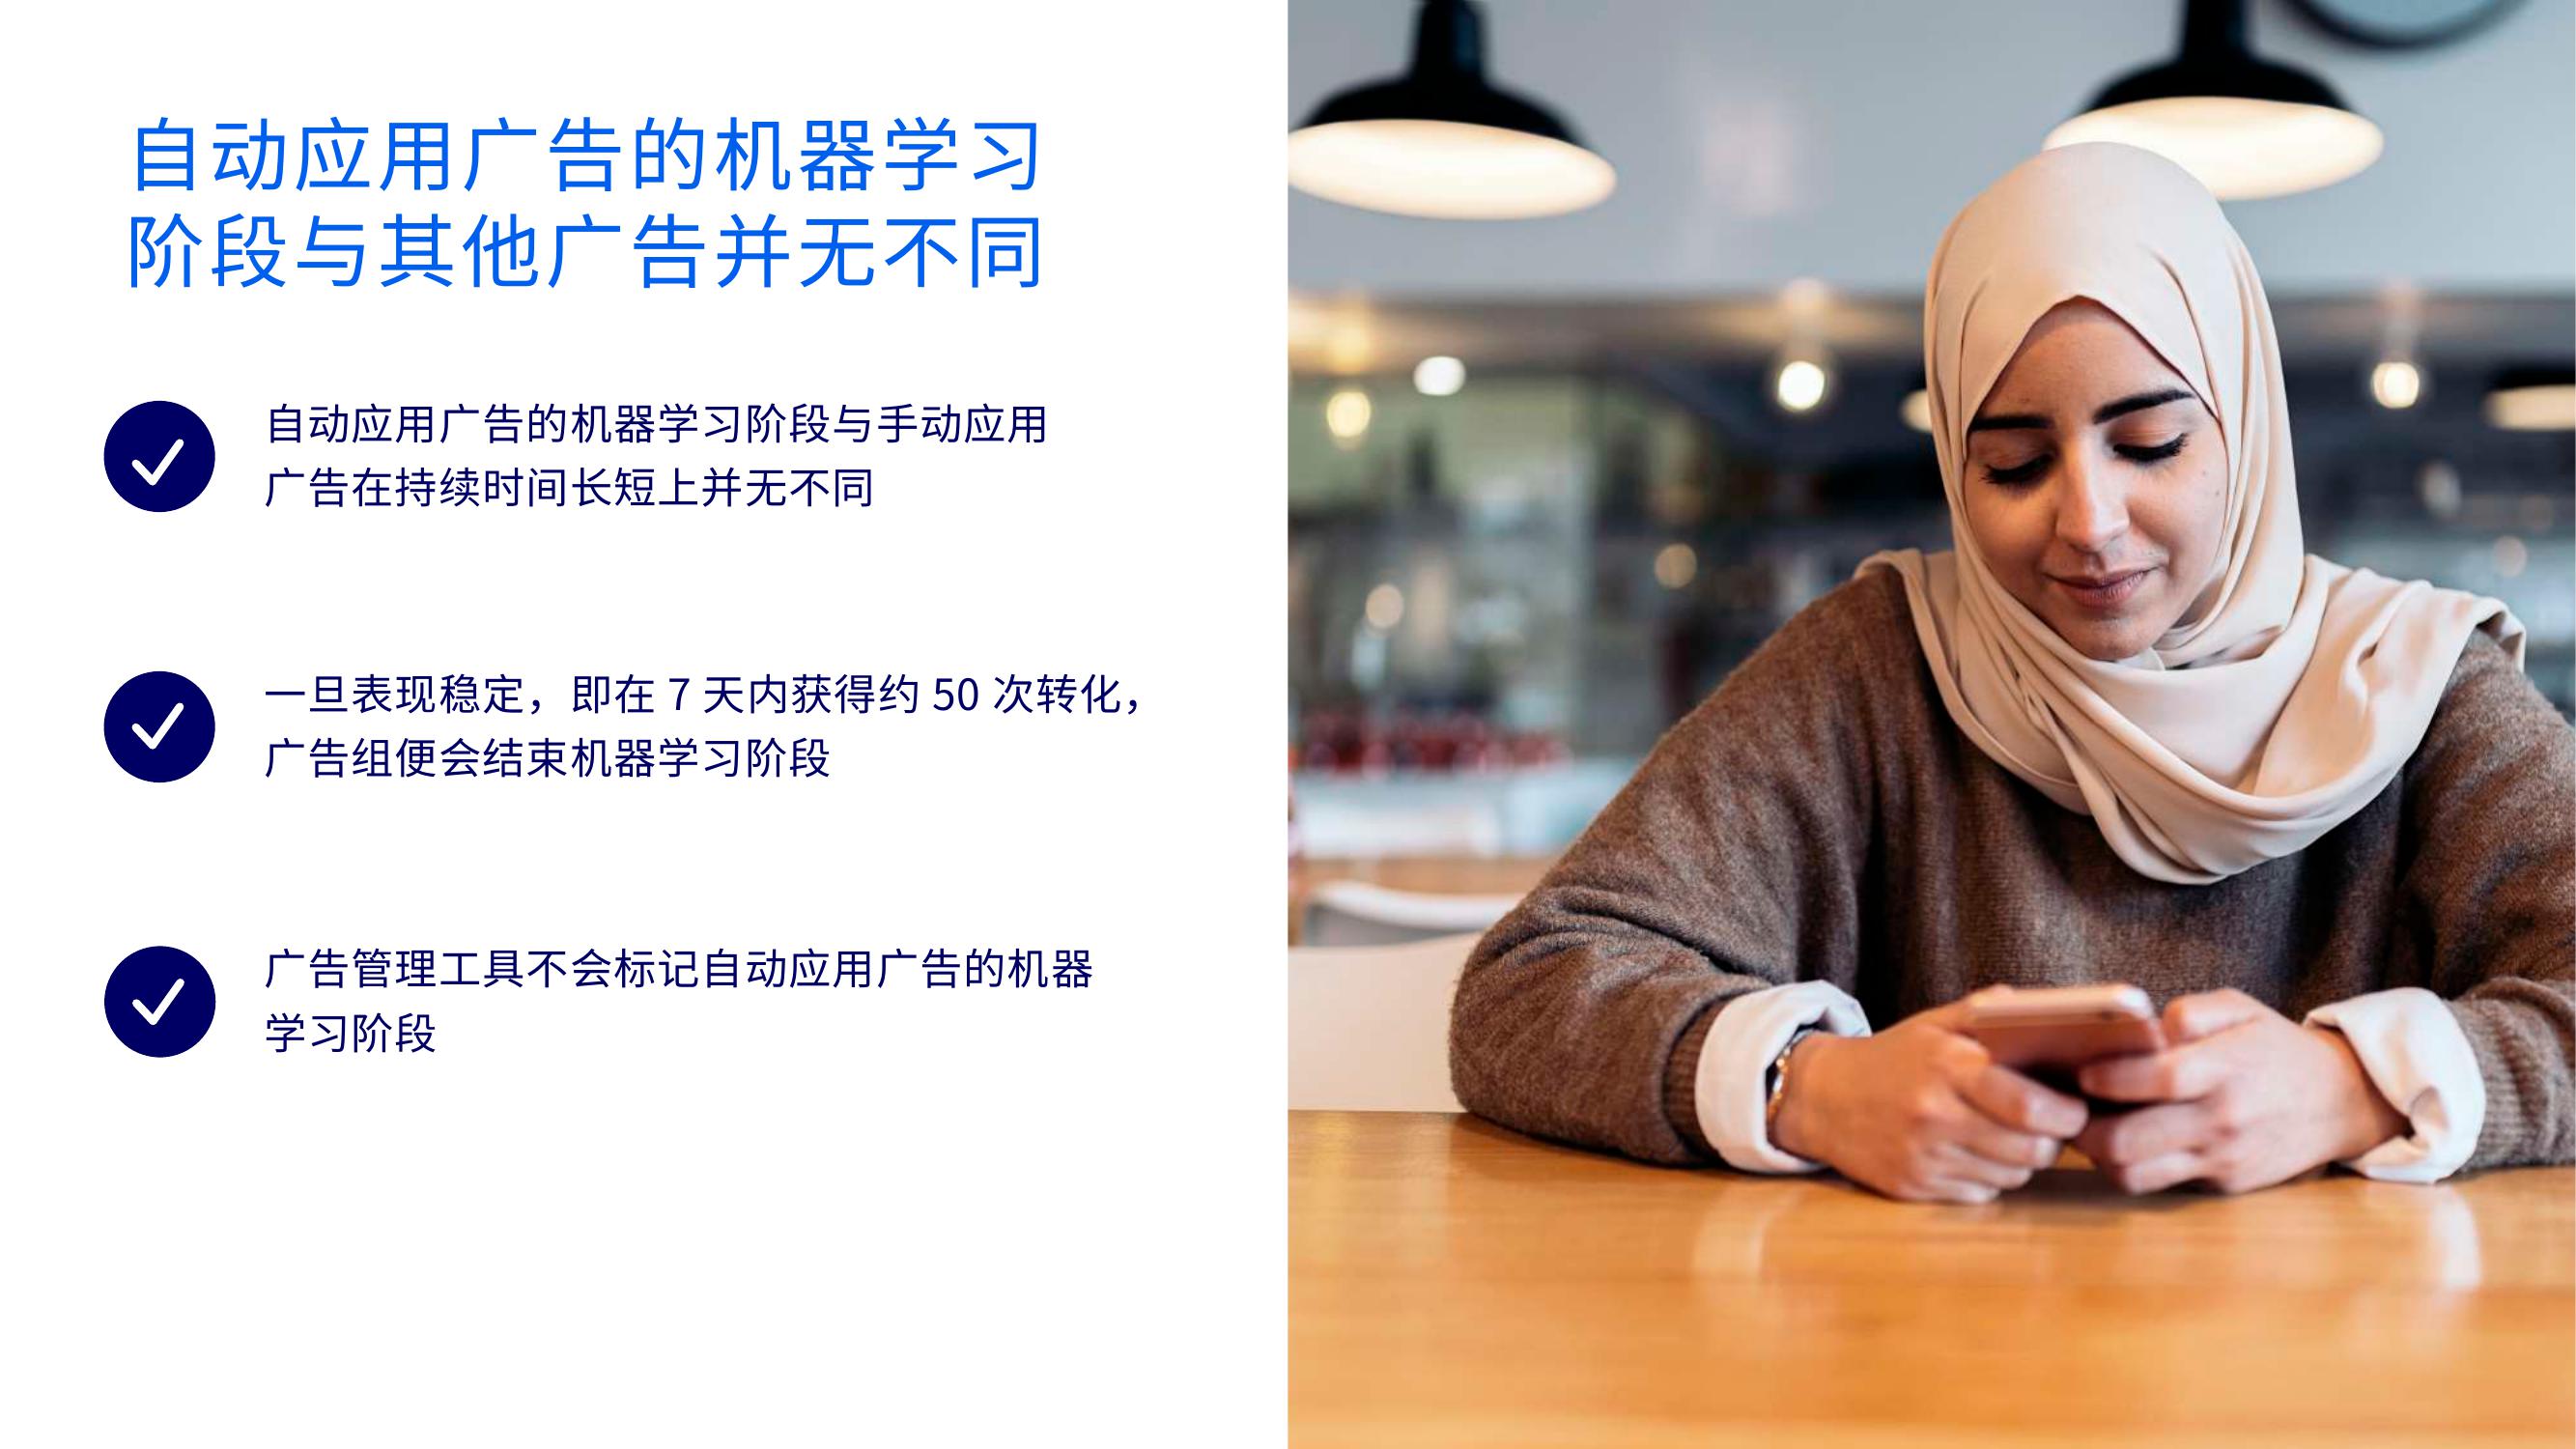 自动应用广告的机器学习
阶段与其他广告并无不同
自动应用广告的机器学习阶段与手动应用
广告在持续时间长短上并无不同
一旦表现稳定，即在 7 天内获得约 50 次转化，
广告组便会结束机器学习阶段
广告管理工具不会标记自动应用广告的机器
学习阶段